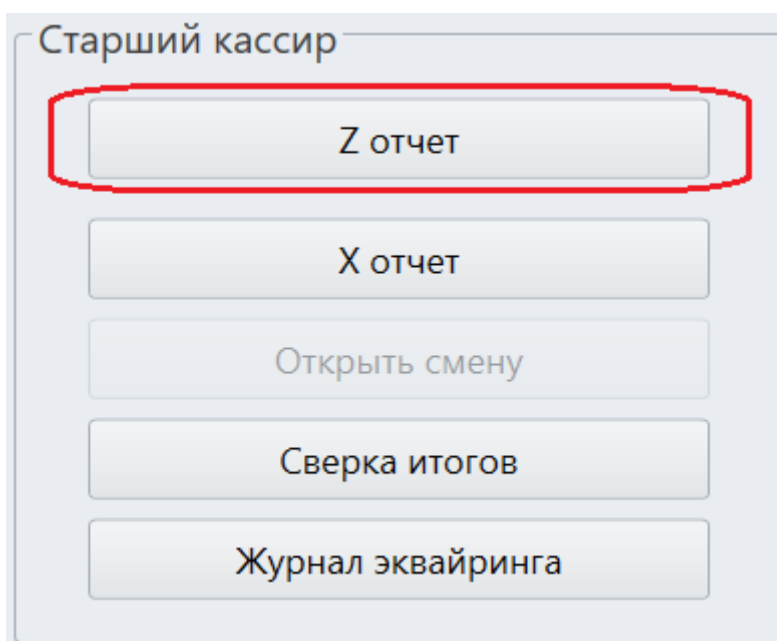 Старший кассир
Z отчет
X отчет
Открыть смену
Сверка итогов
Журнал эквайринга